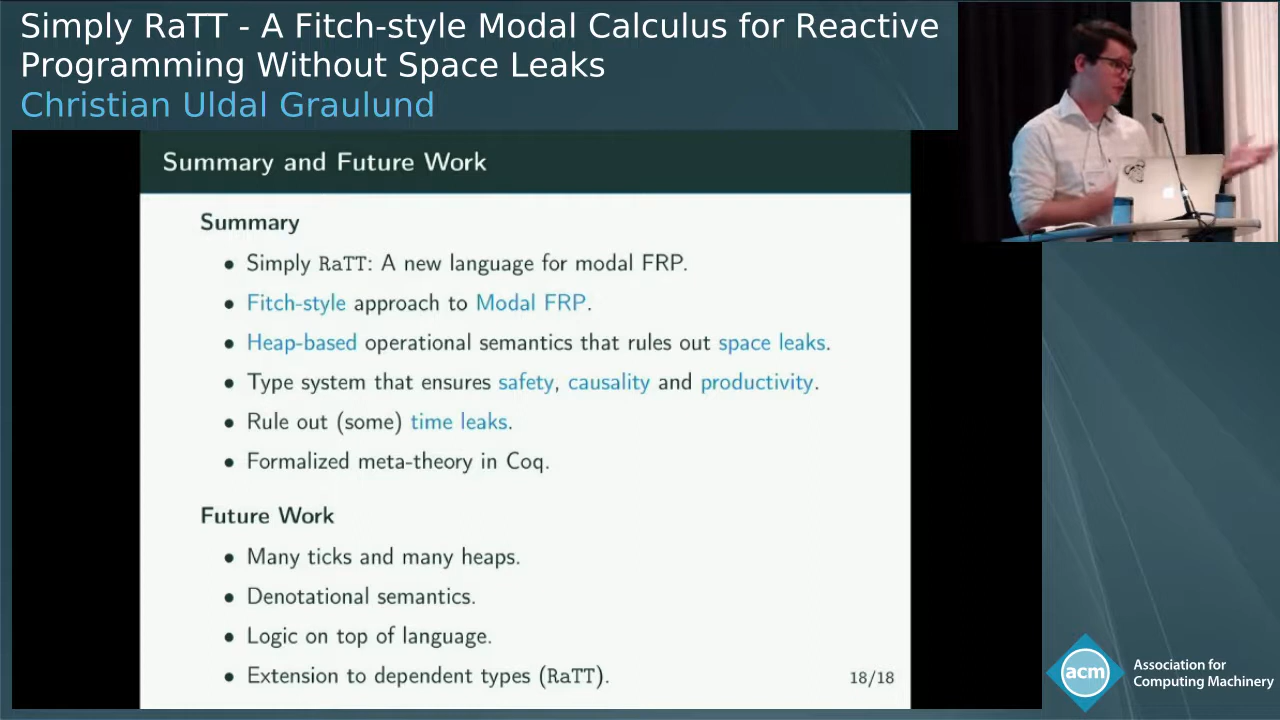 Simply RaTT - A Fitch-style Modal Calculus for Reactive
Programming Without Space Leaks
Christian Uldal Graulund
Summary and Future Work
Summary
• Simply RaTT: A new language for modal FRP.
• Fitch-style approach to Modal FRP.
• Heap-based operational semantics that rules out space leaks.
• Type system that ensures safety, causality and productivity.
• Rule out (some) time leaks.
• Formalized meta-theory in Coq.
Future Work
• Many ticks and many heaps.
• Denotational semantics.
• Logic on top of language.
• Extension to dependent types (RaTT).
18/18
acm
Association for
Computing Machinery